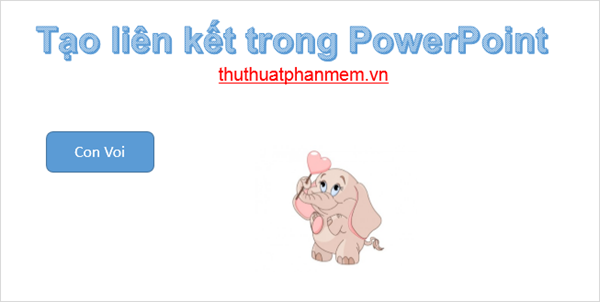 Tạo liên kết trong PowerPoint
thuthuatphanmem.vn
Con Voi